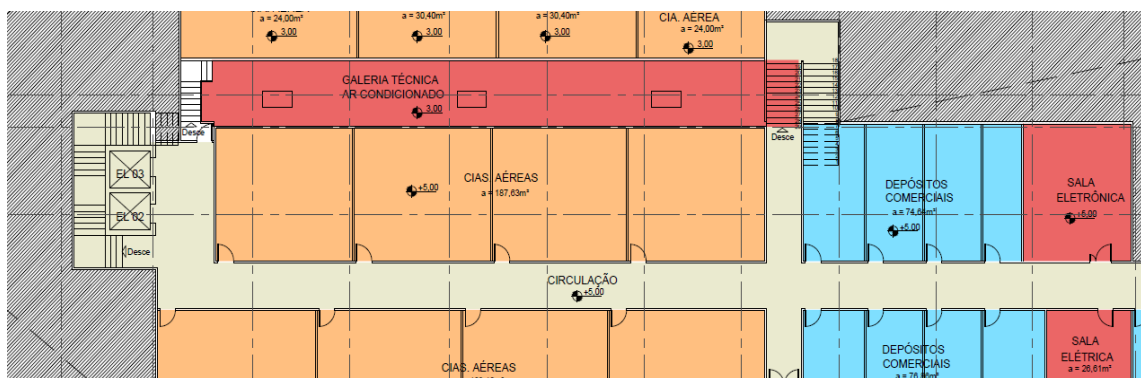 a = 24,00m²
3,00
a = 30,40m²
3,00
a = 30,40m²
3,00
CIA. AÉREA
a = 24,00m²
3,00
GALERIA TÉCNICA
AR CONDICIONADO
3,00
Desce
Desce
EL 03
EL 02
Desce
CIAS. AÉREAS
a = 187,63m²
+5,00
DEPÓSITOS
COMERCIAIS
a = 74,64m²
+5,00
SALA
ELETRÔNICA
+5,00
CIRCULAÇÃO
+5,00
CIAS. AÉREAS
DEPÓSITOS
COMERCIAIS
SALA
ELÉTRICA
a = 26,61m²